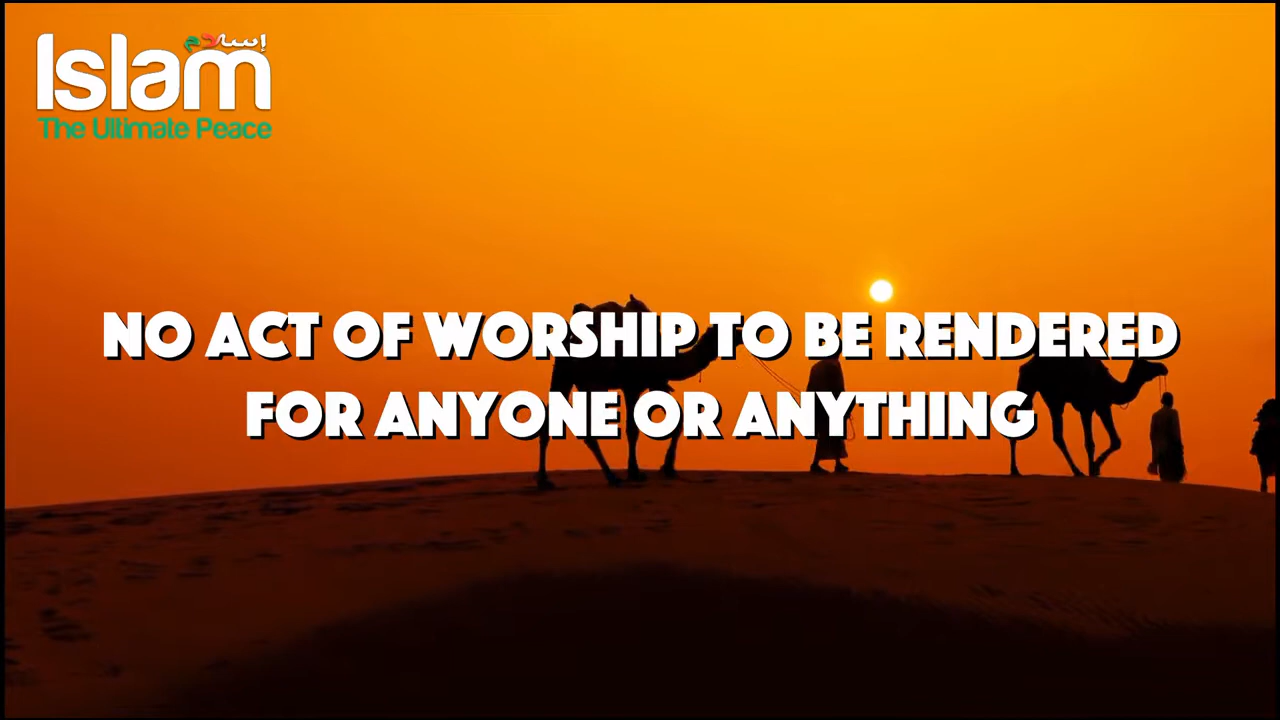 إسلام
Islam
The Ultimate Peace
NO ACT OF WORSHIP TO BE RENDERED
FOR ANYONE OR ANYTHING